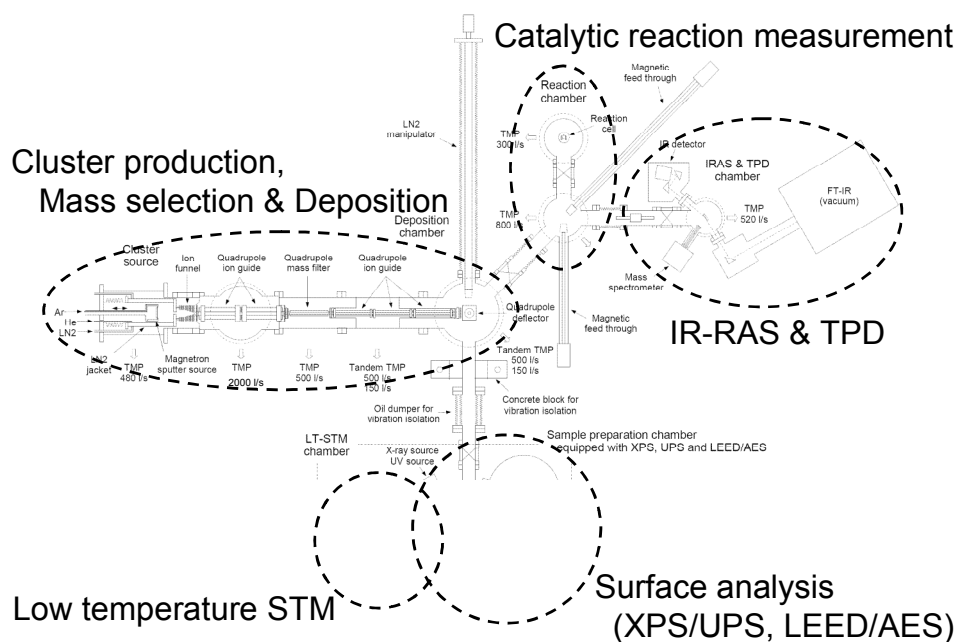 Catalytic reaction measurement
Magnetic
feed through
Reaction
chamber
Reaction
cell
LN2
manipulator
TMP
300 l/s
IR detector
IRAS & TPD
chamber
FT-IR
(vacuum)
Cluster production,
Mass selection & Deposition
TMP
800 l/s
TMP
520 l/s
Deposition
chamber
Cluster
source
Ion
funnel
Quadrupole
ion guide
Quadrupole
mass filter
Quadrupole
ion guide
Mass
spectrometer
Quadrupole
deflector
Ar
He
LN2
Magnetic
feed through
IR-RAS & TPD
LN2
jacket
TMP
480 l/s
Magnetron
sputter source
TMP
2000 l/s
TMP
500 l/s
Tandem TMP
500 l/s
150 l/s
Tandem TMP
500 l/s
150 l/s
Concrete block for
vibration isolation
Oil dumper for
vibration isolation
LT-STM
chamber
X-ray source
UV source
Sample preparation chamber
equipped with XPS, UPS and LEED/AES
Low temperature STM
Surface analysis
(XPS/UPS, LEED/AES)